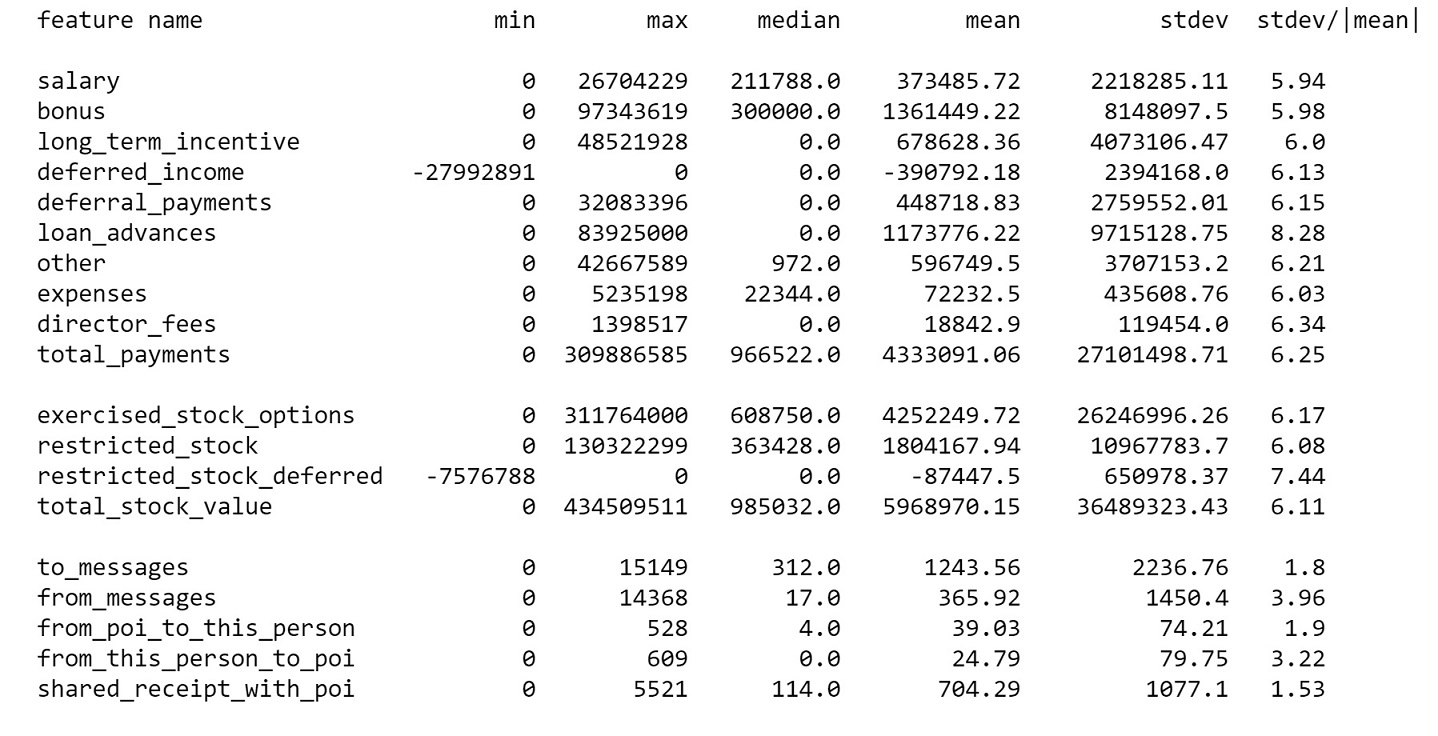 feature name min max median mean stdev stdev/|mean|
salary 0 26704229 211788.0 373485.72 2218285.11 5.94
bonus 0 97343619 300000.0 1361449.22 8148097.5 5.98
long_term_incentive 0 48521928 0.0 678628.36 4073106.47 6.0
deferred_income -27992891 0 0.0 -390792.18 2394168.0 6.13
deferral_payments 0 32083396 0.0 448718.83 2759552.01 6.15
loan_advances 0 83925000 0.0 1173776.22 9715128.75 8.28
other 0 42667589 972.0 596749.5 3707153.2 6.21
expenses 0 5235198 22344.0 72232.5 435608.76 6.03
director_fees 0 1398517 0.0 18842.9 119454.0 6.34
total_payments 0 309886585 966522.0 4333091.06 27101498.71 6.25
exercised_stock_options 0 311764000 608750.0 4252249.72 26246996.26 6.17
restricted_stock 0 130322299 363428.0 1804167.94 10967783.7 6.08
restricted_stock_deferred -7576788 0 0.0 -87447.5 650978.37 7.44
total_stock_value 0 434509511 985032.0 5968970.15 36489323.43 6.11
to_messages 0 15149 312.0 1243.56 2236.76 1.8
from_messages 0 14368 17.0 365.92 1450.4 3.96
from_poi_to_this_person 0 528 4.0 39.03 74.21 1.9
from_this_person_to_poi 0 609 0.0 24.79 79.75 3.22
shared_receipt_with_poi 0 5521 114.0 704.29 1077.1 1.53